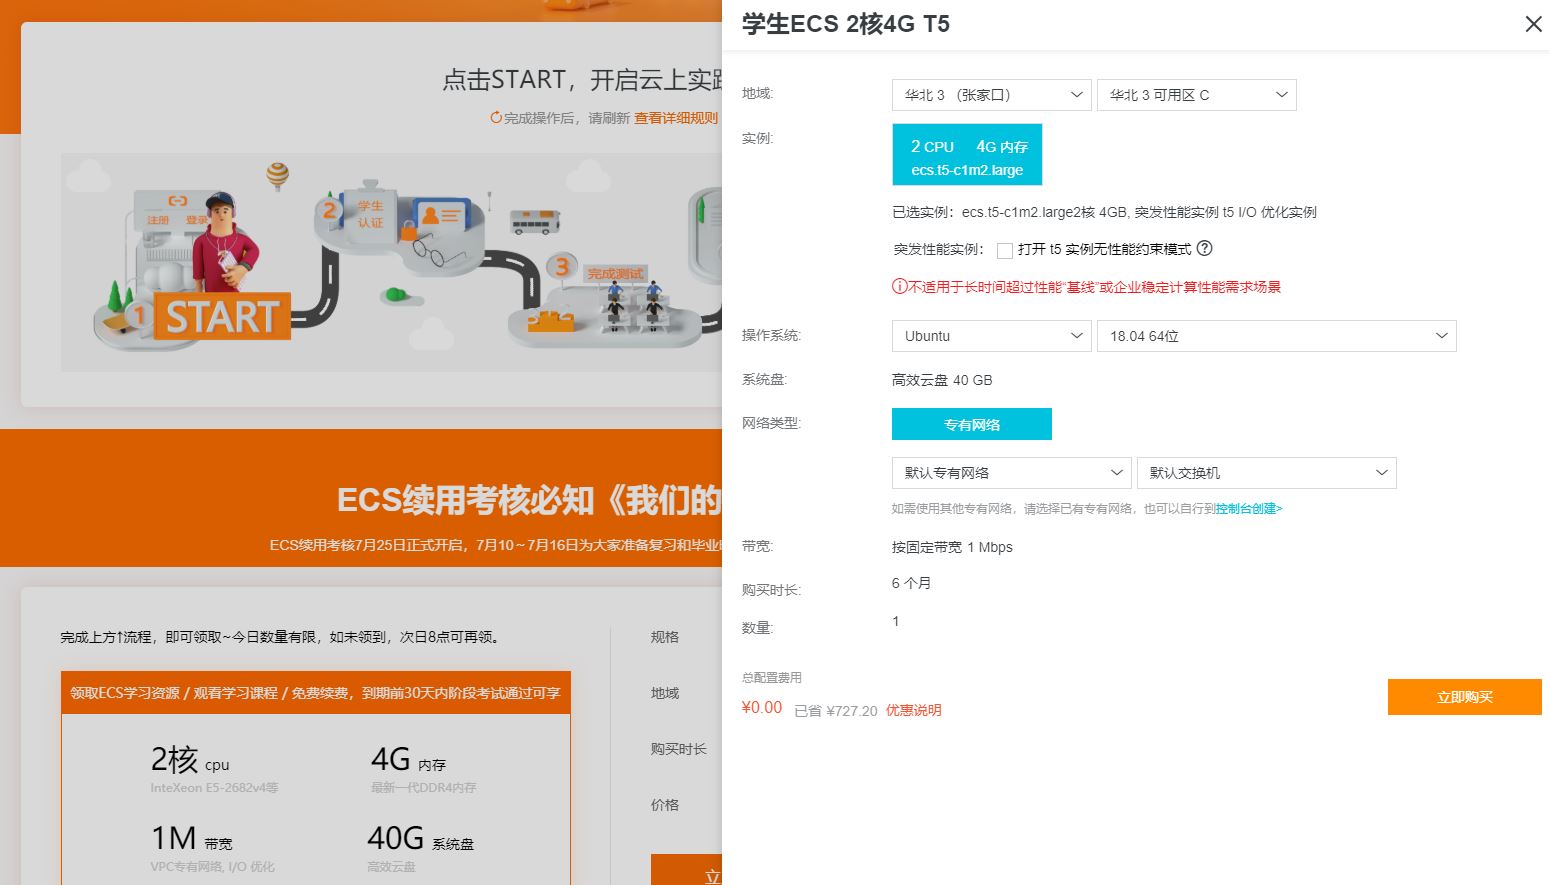 学生ECS 2核4G T5
地域:
华北 3 （张家口）
华北 3 可用区 C
实例:
2 CPU 4G 内存
ecs.t5-c1m2.large
已选实例：ecs.t5-c1m2.large2核 4GB, 突发性能实例 t5 I/O 优化实例
突发性能实例： 打开 t5 实例无性能约束模式
不适用于长时间超过性能“基线”或企业稳定计算性能需求场景
操作系统:
Ubuntu
18.04 64位
系统盘:
高效云盘 40 GB
网络类型:
专有网络
默认专有网络
默认交换机
如需使用其他专有网络，请选择已有专有网络，也可以自行到控制台创建>
带宽:
按固定带宽 1 Mbps
购买时长:
6 个月
数量:
1
总配置费用
¥0.00 已省 ¥727.20 优惠说明
立即购买
点击START，开启云上实践
完成操作后，请刷新 查看详细规则
注册 登录
1
START
2
学生
认证
3
完成测试
ECS续用考核必知《我们的
ECS续用考核7月25日正式开启，7月10～7月16日为大家准备复习和毕业
完成上方↑流程，即可领取~今日数量有限，如未领到，次日8点可再领。
领取ECS学习资源 / 观看学习课程 / 免费续费，到期前30天内阶段考试通过可享
2核 cpu
InteXeon E5-2682v4等
4G 内存
最新一代DDR4内存
1M 带宽
VPC专有网络, I/O 优化
40G 系统盘
高效云盘
规格
地域
购买时长
价格
立